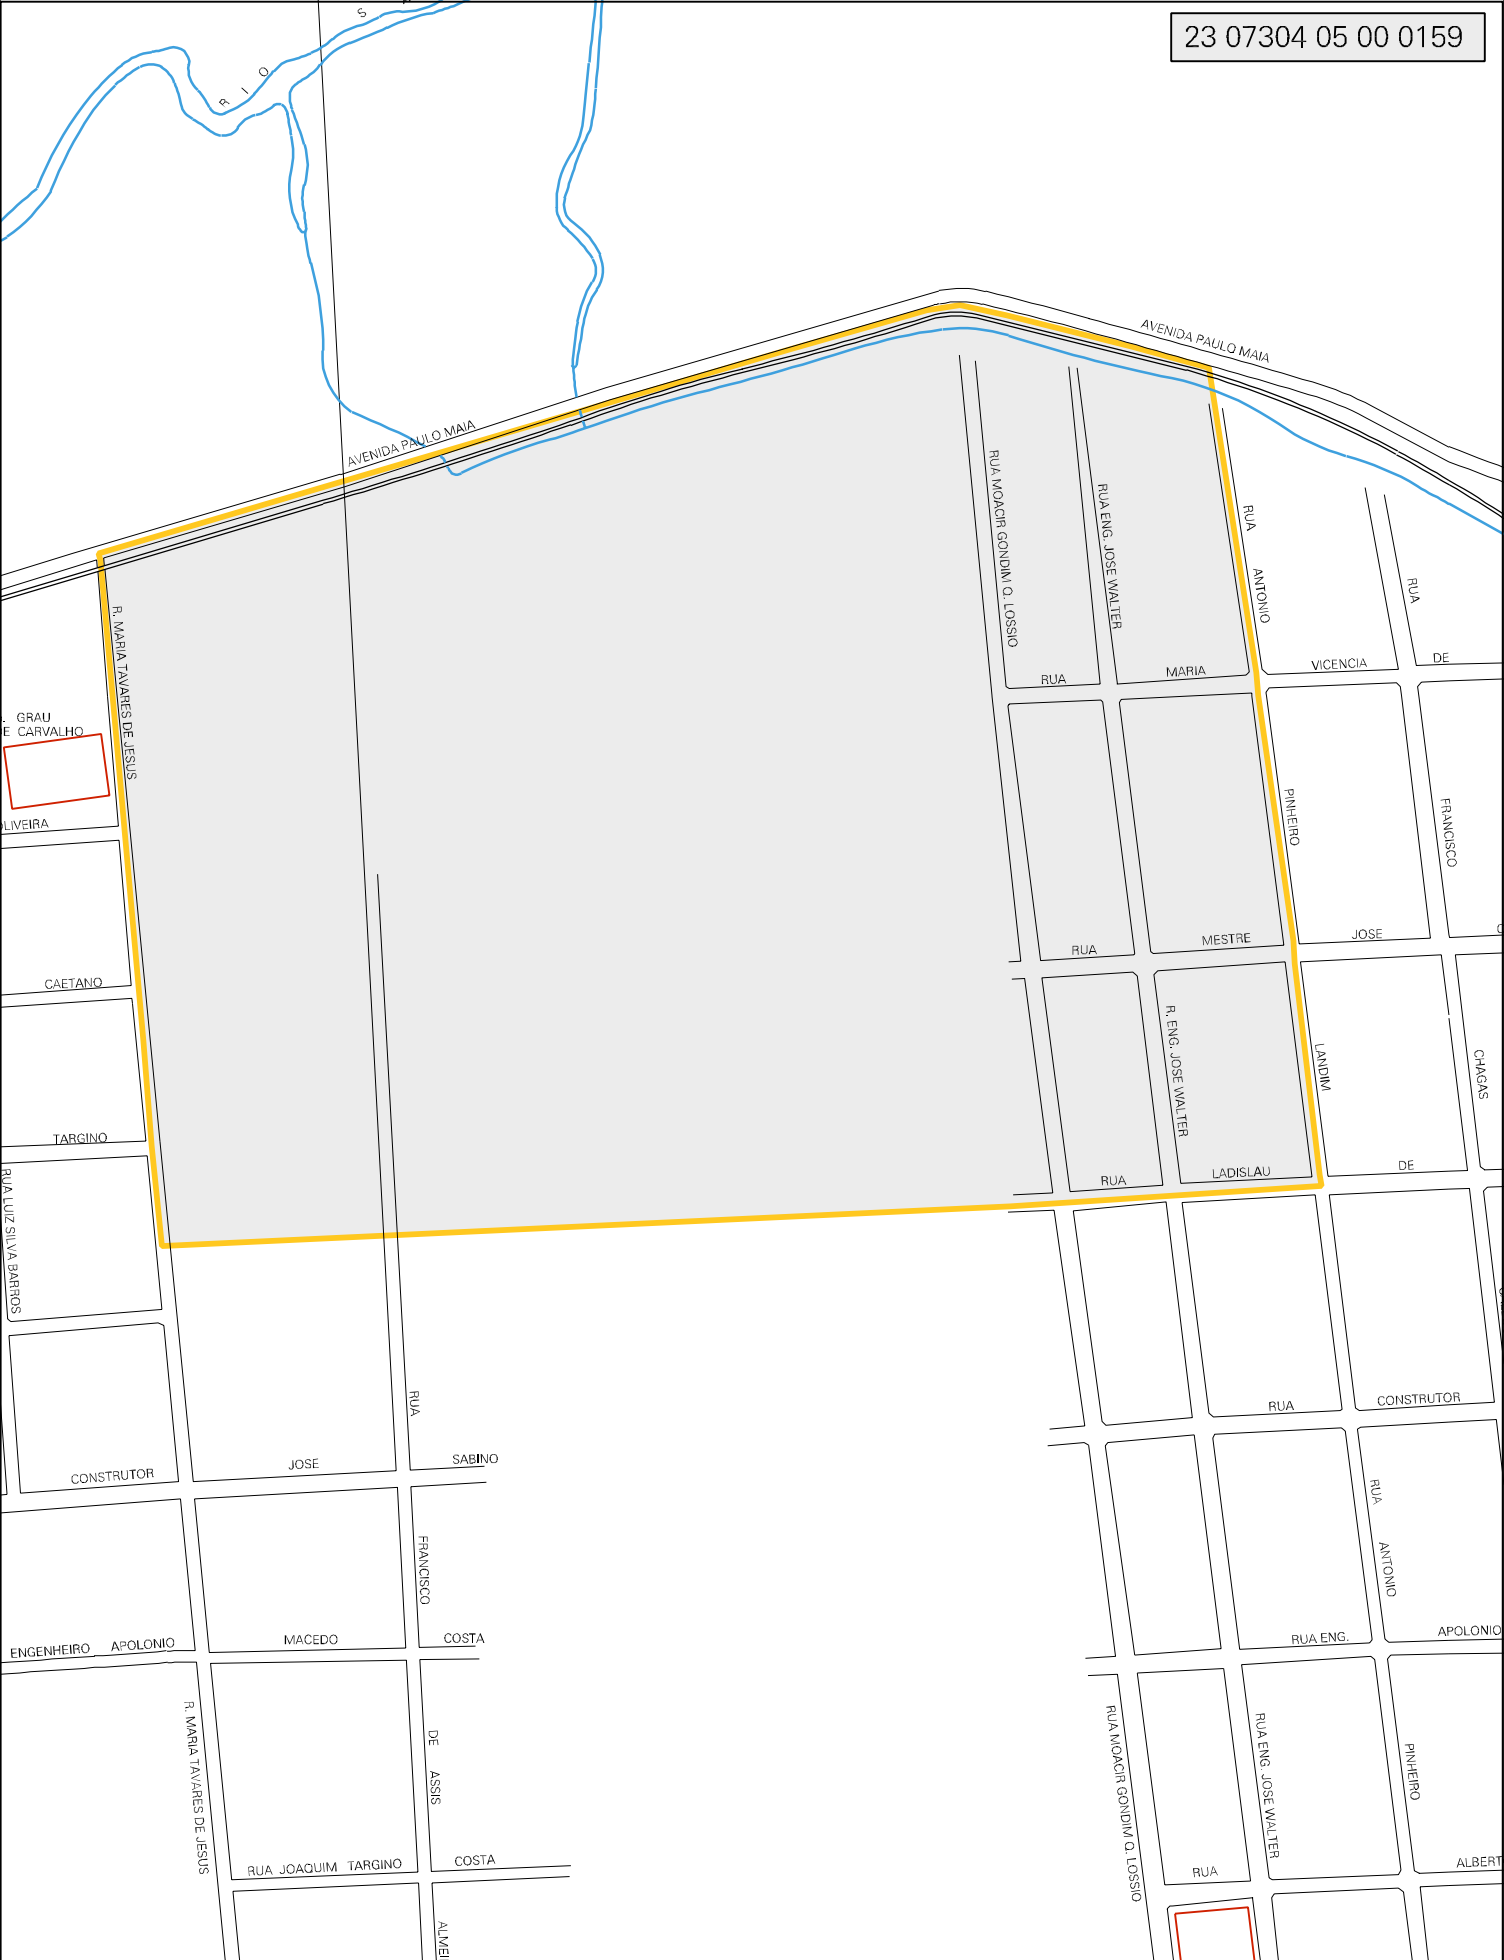 23 07304 05 00 0159
R I O S
AVENIDA PAULO MAIA
AVENIDA PAULO MAIA
RUA MOACIR GONDIM Q. LOSSIO
RUA ENG. JOSE WALTER
RUA ANTONIO
RUA
R. MARIA TAVARES DE JESUS
RUA MARIA VICENCIA DE
GRAU
CARVALHO
PINHEIRO
FRANCISCO
OLIVEIRA
RUA MESTRE JOSE
CAETANO
R. ENG. JOSE WALTER
LANDIM
CHAGAS
TARGINO
RUA LADISLAU DE
RUA LUIZ SILVA BARROS
RUA
RUA CONSTRUTOR
CONSTRUTOR JOSE SABINO
RUA ANTONIO
FRANCISCO
ENGENHEIRO APOLONIO MACEDO COSTA
RUA ENG. APOLONIO
R. MARIA TAVARES DE JESUS
DE ASSIS
RUA MOACIR GONDIM Q. LOSSIO
RUA ENG. JOSE WALTER
PINHEIRO
RUA JOAQUIM TARGINO COSTA
RUA ALBERT
ALMEI